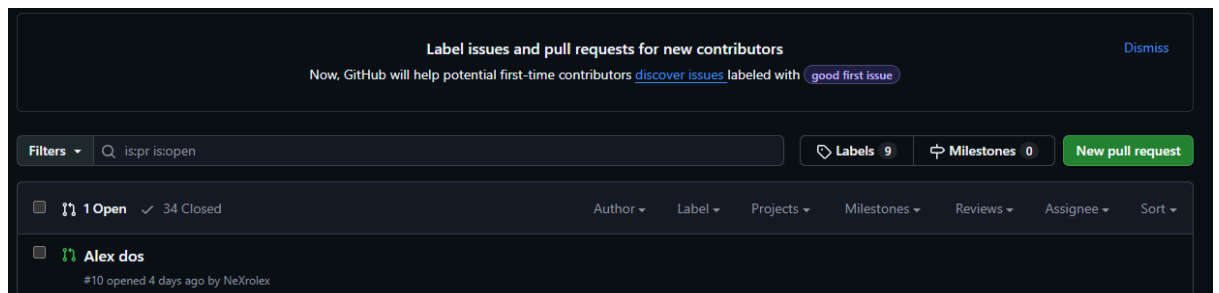 Label issues and pull requests for new contributors
Dismiss
Now, GitHub will help potential first-time contributors discover issues labeled with good first issue
Filters is:pr is:open Labels 9 Milestones 0 New pull request
1 Open 34 Closed Author Label Projects Milestones Reviews Assignee Sort
Alex dos
#10 opened 4 days ago by NeXrolex